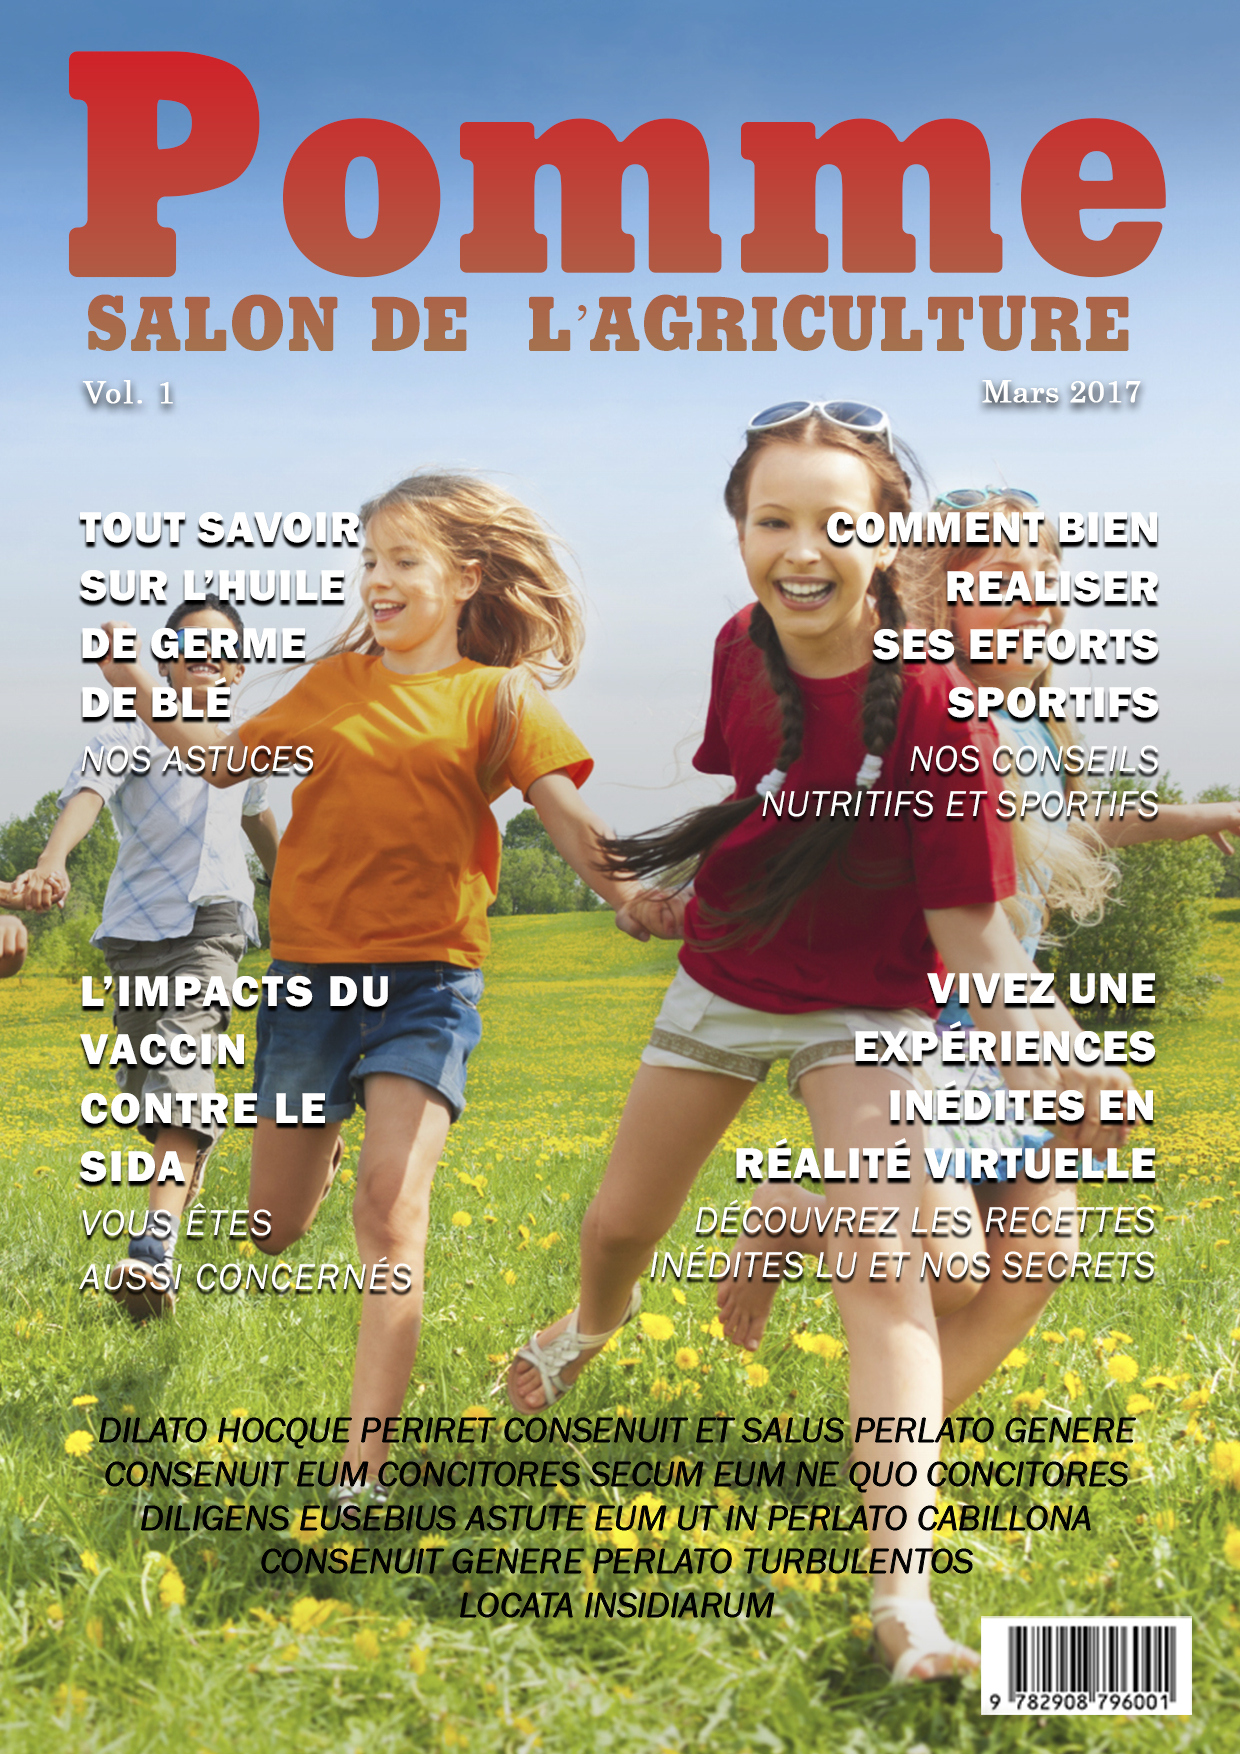 Pomme
SALON DE L'AGRICULTURE
Vol. 1
Mars 2017
TOUT SAVOIR
SUR L'HUILE
DE GERME
DE BLÉ
NOS ASTUCES
COMMENT BIEN
REALISER
SES EFFORTS
SPORTIFS
NOS CONSEILS
NUTRITIFS ET SPORTIFS
L'IMPACTS DU
VACCIN
CONTRE LE
SIDA
VOUS ÊTES
AUSSI CONCERNÉS
VIVEZ UNE
EXPÉRIENCES
INÉDITES EN
RÉALITÉ VIRTUELLE
DÉCOUVREZ LES RECETTES
INÉDITES LU ET NOS SECRETS
DILATO HOCQUE PERIRET CONSENUIT ET SALUS PERLATO GENERE
CONSENUIT EUM CONCITORES SECUM EUM NE QUO CONCITORES
DILIGENS EUSEBIUS ASTUTE EUM UT IN PERLATO CABILLONA
CONSENUIT GENERE PERLATO TURBULENTOS
LOCATA INSIDIARUM
9 782908 796001